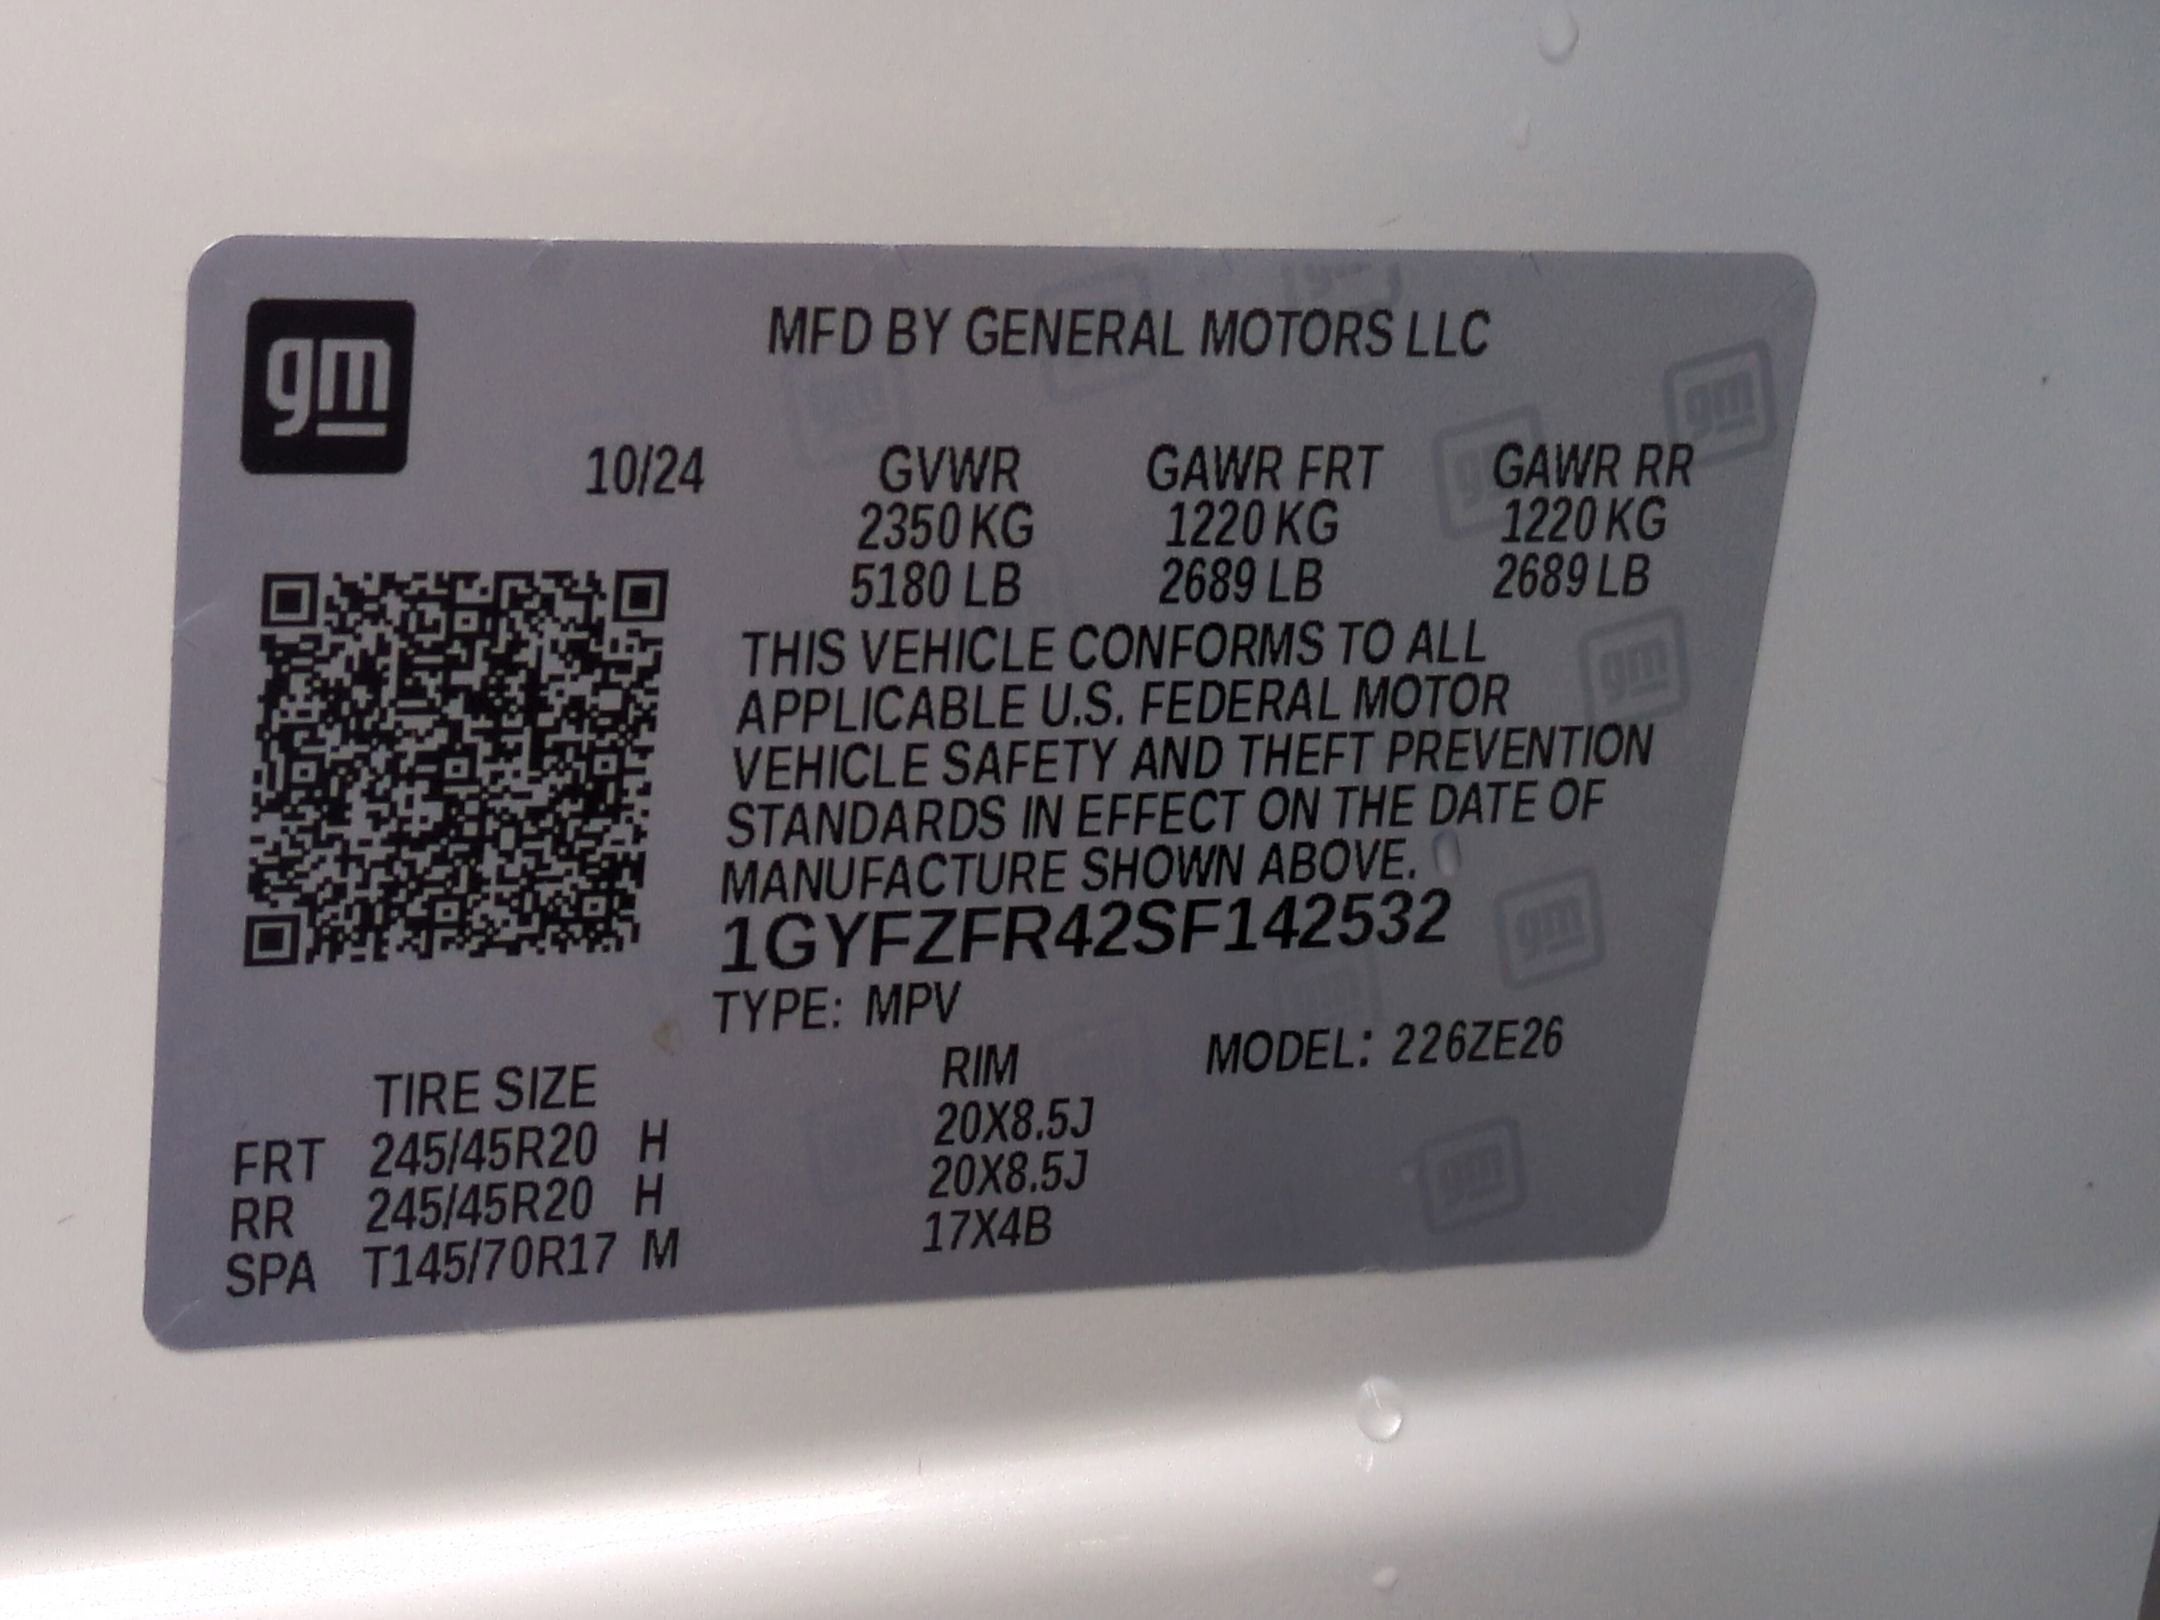 gm
MFD BY GENERAL MOTORS LLC
10/24 GVWR GAWR FRT GAWR RR
2350 KG 1220 KG 1220 KG
5180 LB 2689 LB 2689 LB
THIS VEHICLE CONFORMS TO ALL
APPLICABLE U.S. FEDERAL MOTOR
VEHICLE SAFETY AND THEFT PREVENTION
STANDARDS IN EFFECT ON THE DATE OF
MANUFACTURE SHOWN ABOVE.
1GYFZFR42SF142532
TYPE: MPV
MODEL: 226ZE26
TIRE SIZE RIM
FRT 245/45R20 H 20X8.5J
RR 245/45R20 H 20X8.5J
SPA T145/70R17 M 17X4B